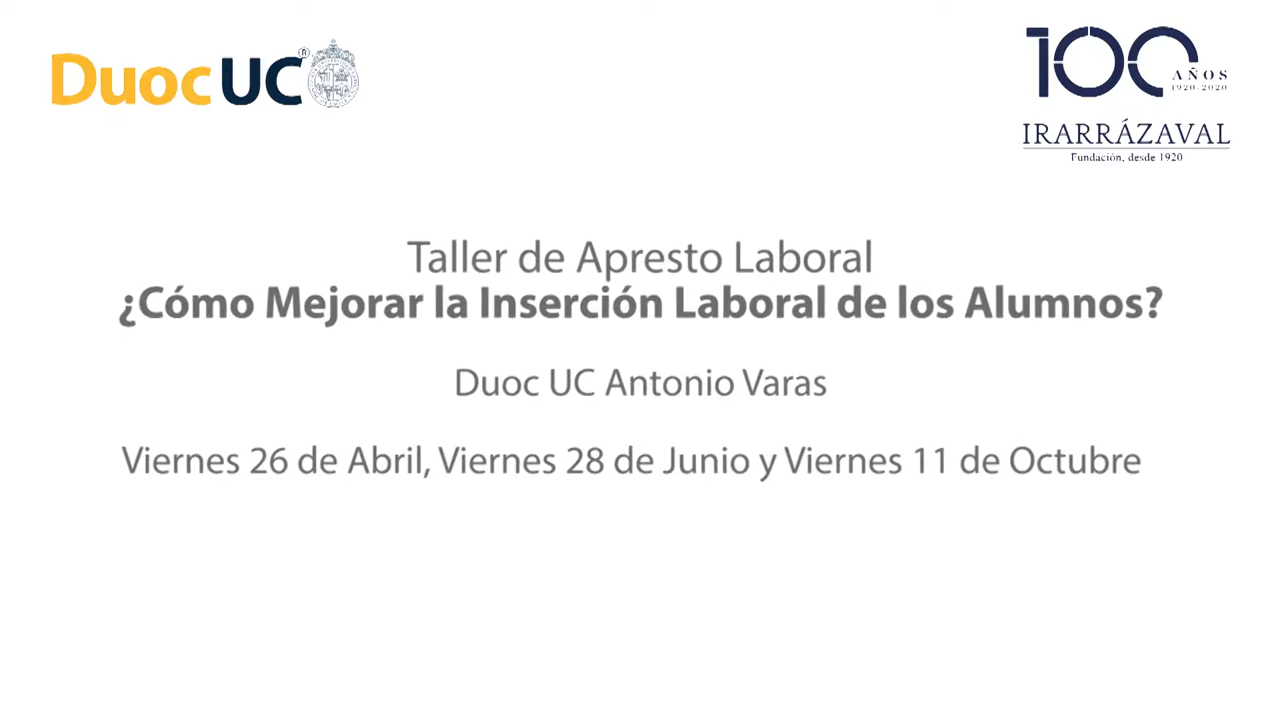 Duoc UC®
100
AÑOS
1920-2020
IRARRÁZAVAL
Fundación, desde 1920
Taller de Apresto Laboral
¿Cómo Mejorar la Inserción Laboral de los Alumnos?
Duoc UC Antonio Varas
Viernes 26 de Abril, Viernes 28 de Junio y Viernes 11 de Octubre